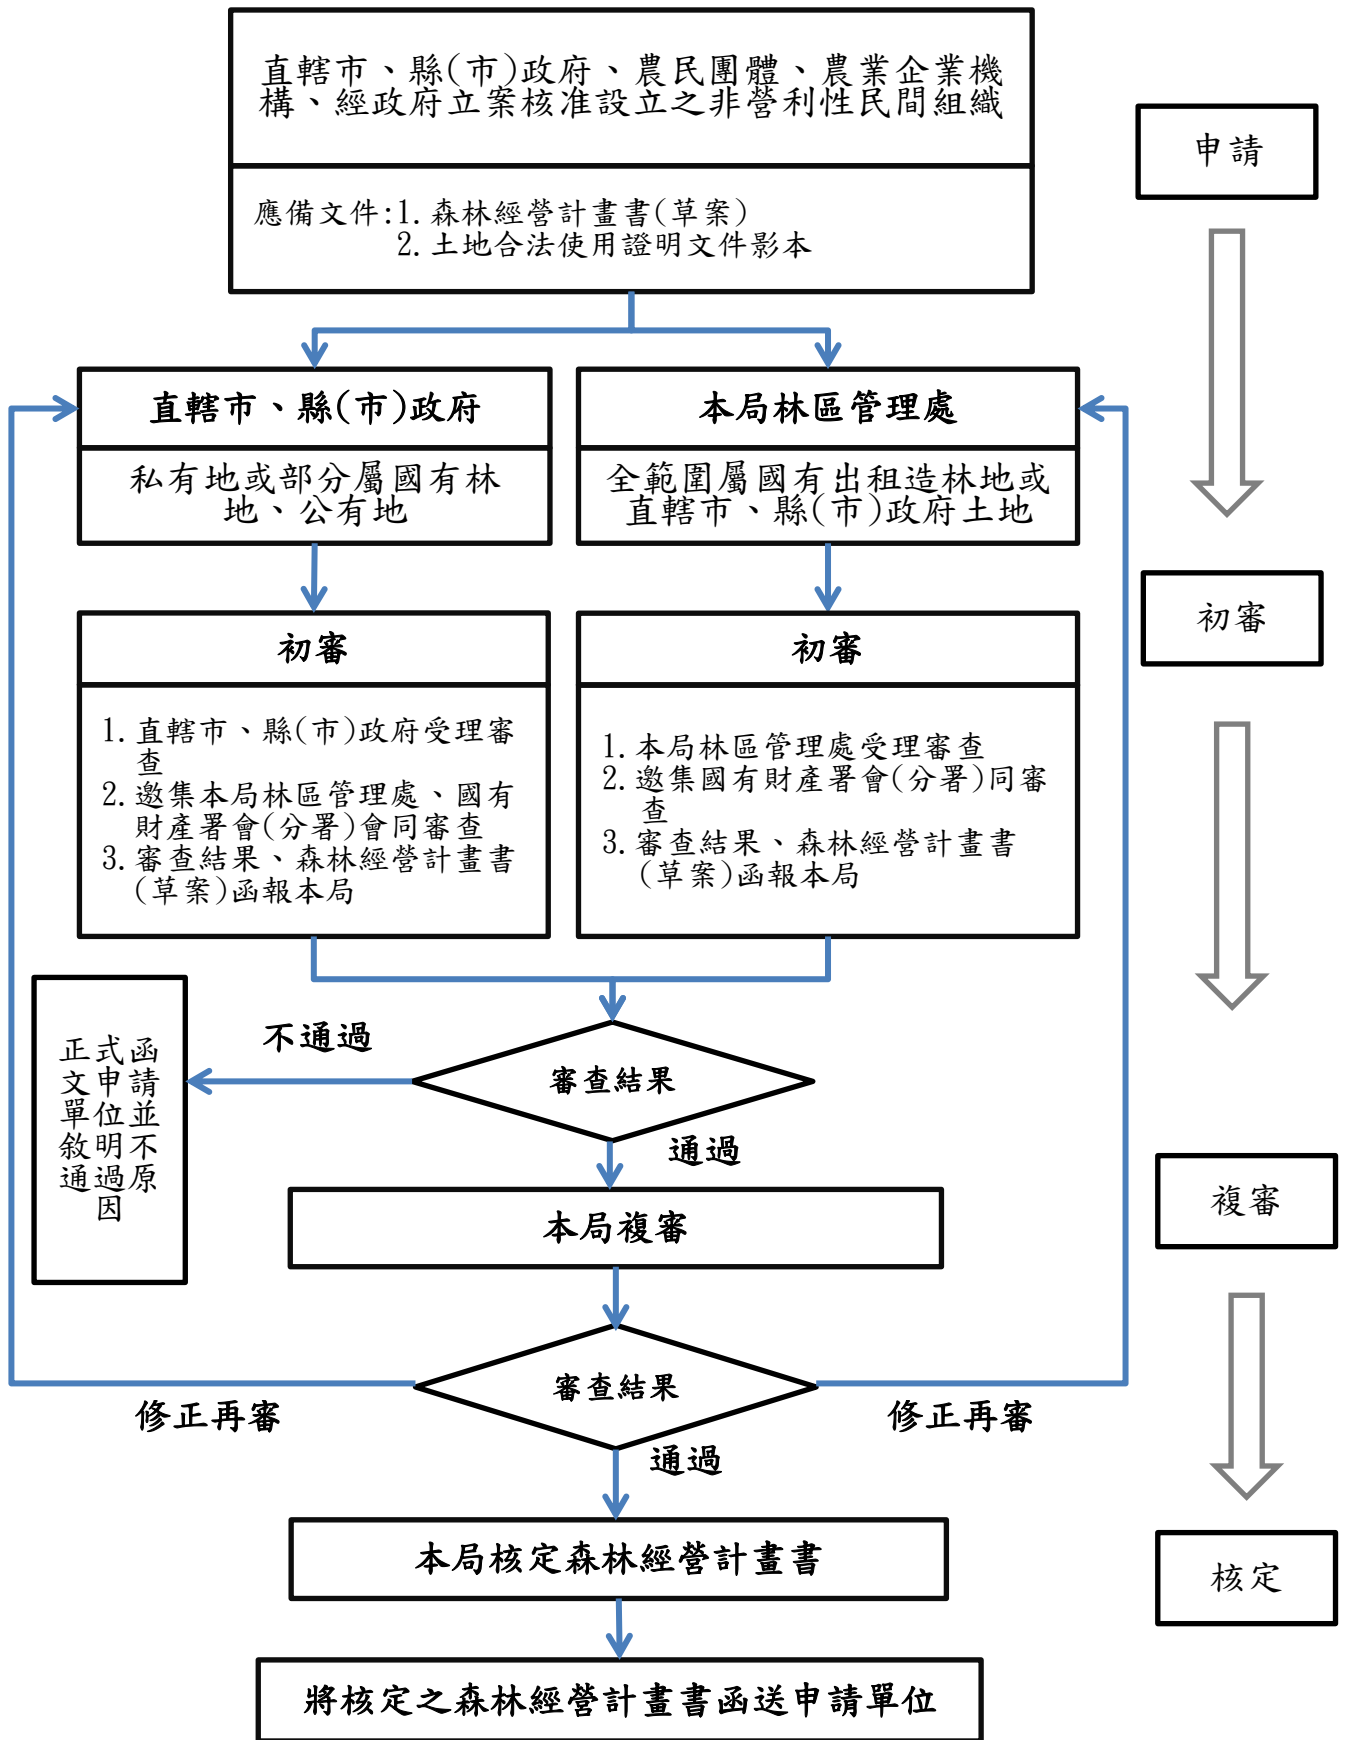 直轄市、縣(市)政府、農民團體、農業企業機
構、經政府立案核准設立之非營利性民間組織
應備文件:1.森林經營計畫書(草案)
2.土地合法使用證明文件影本
申請
直轄市、縣(市)政府
私有地或部分屬國有林
地、公有地
本局林區管理處
全範圍屬國有出租造林地或
直轄市、縣(市)政府土地
初審
初審
1.直轄市、縣(市)政府受理審
查
2.邀集本局林區管理處、國有
財產署會(分署)會同審查
3.審查結果、森林經營計畫書
(草案)函報本局
初審
1.本局林區管理處受理審查
2.邀集國有財產署會(分署)同審
查
3.審查結果、森林經營計畫書
(草案)函報本局
不通過
審查結果
正式函
文申請
單位並
敘明不
通過原
因
通過
本局複審
複審
審查結果
修正再審
修正再審
通過
本局核定森林經營計畫書
核定
將核定之森林經營計畫書函送申請單位